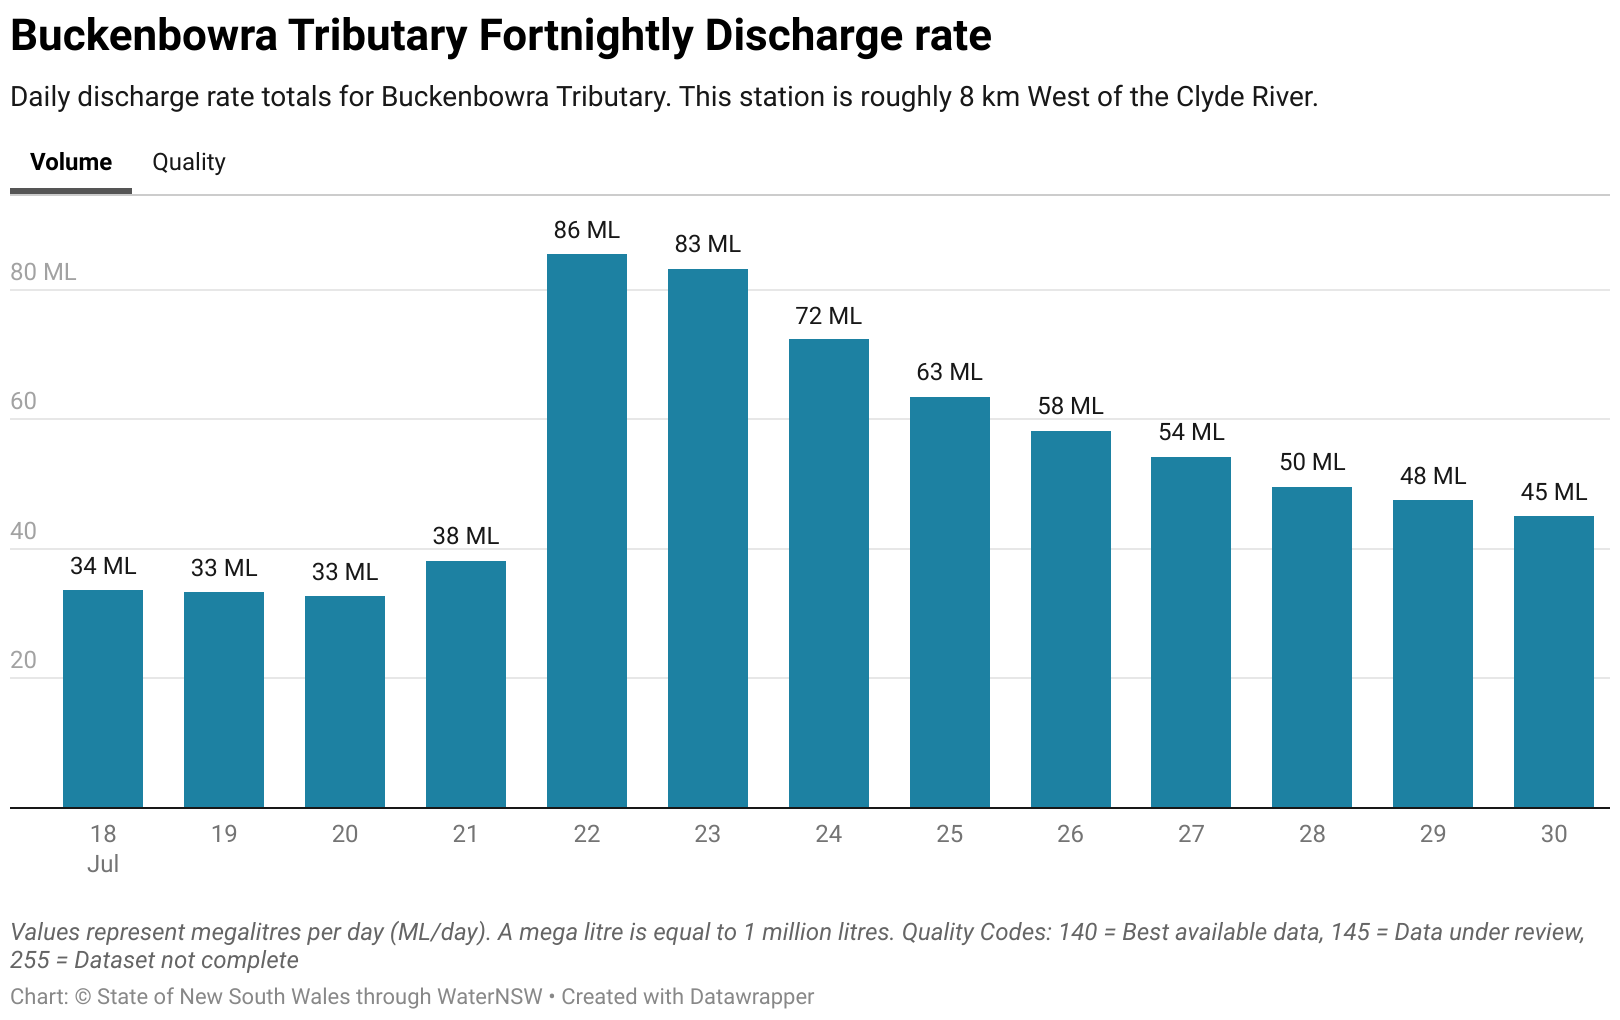 Buckenbowra Tributary Fortnightly Discharge rate
Daily discharge rate totals for Buckenbowra Tributary. This station is roughly 8 km West of the Clyde River.
Volume Quality
86 ML
83 ML
80 ML
72 ML
63 ML
60
58 ML
54 ML
50 ML
48 ML
45 ML
40
38 ML
34 ML
33 ML
33 ML
20
18 19 20 21 22 23 24 25 26 27 28 29 30
Jul
Values represent megalitres per day (ML/day). A mega litre is equal to 1 million litres. Quality Codes: 140 = Best available data, 145 = Data under review,
255 = Dataset not complete
Chart: © State of New South Wales through WaterNSW • Created with Datawrapper